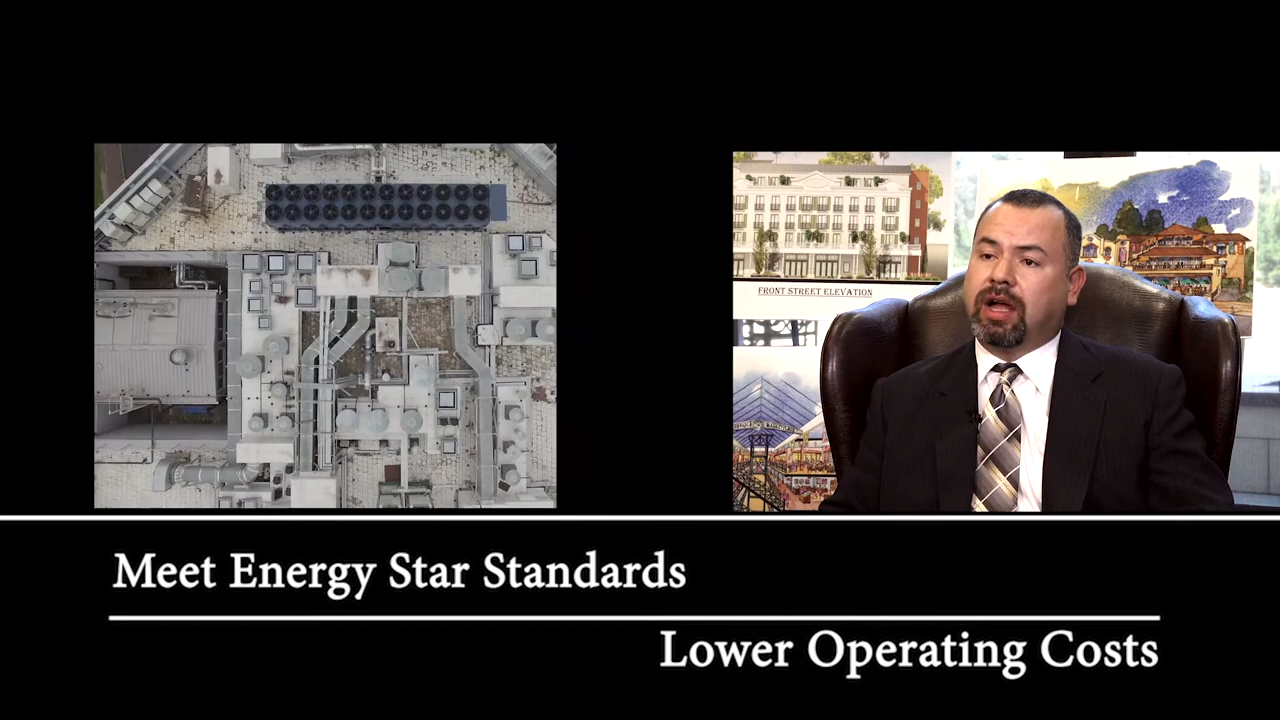 FRONT STREET ELEVATION
Meet Energy Star Standards
Lower Operating Costs